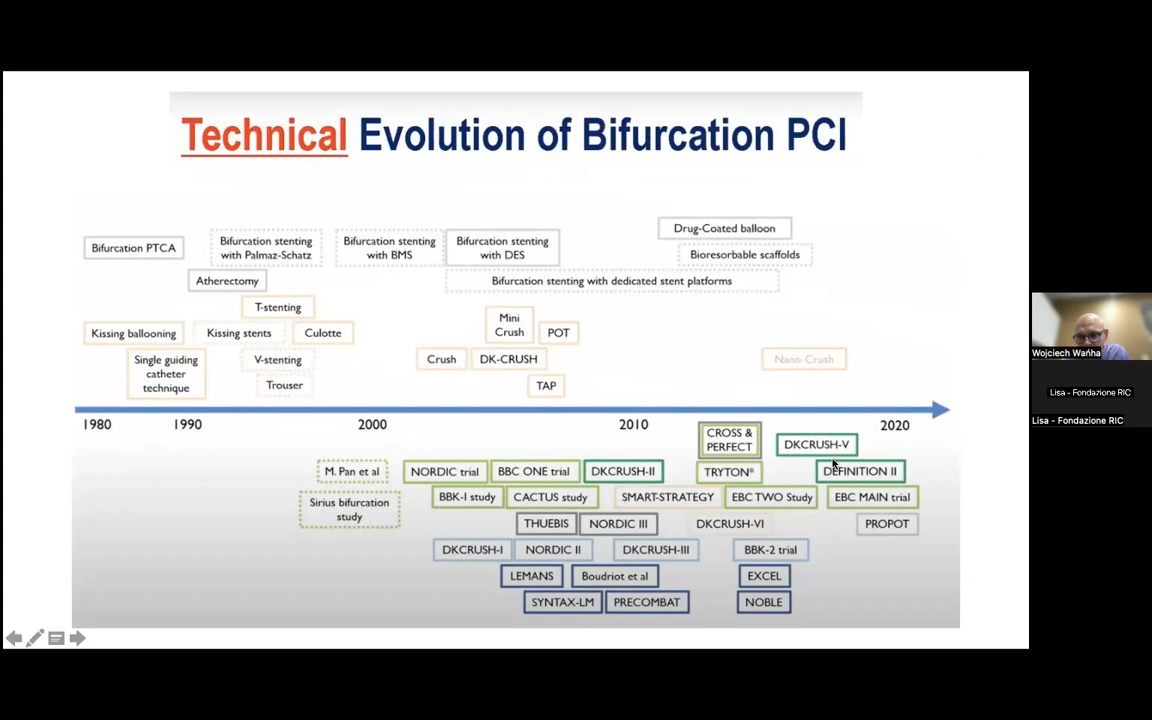 Technical Evolution of Bifurcation PCI
Drug-Coated balloon
Bifurcation PTCA
Bifurcation stenting
with Palmaz-Schatz
Bifurcation stenting
with BMS
Bifurcation stenting
with DES
Bioresorbable scaffolds
Atherectomy
Bifurcation stenting with dedicated stent platforms
T-stenting
Mini
Crush
POT
Kissing ballooning
Kissing stents
Culotte
Single guiding
catheter
technique
V-stenting
Crush
DK-CRUSH
Nano-Crush
Trouser
TAP
1980
1990
2000
2010
2020
CROSS &
PERFECT
DKCRUSH-V
M. Pan et al
NORDIC trial
BBC ONE trial
DKCRUSH-II
TRYTON*
DEFINITION II
Sirius bifurcation
study
BBK-I study
CACTUS study
SMART-STRATEGY
EBC TWO Study
EBC MAIN trial
THUEBIS
NORDIC III
DKCRUSH-VI
PROPOT
DKCRUSH-I
NORDIC II
DKCRUSH-III
BBK-2 trial
LEMANS
Boudriot et al
EXCEL
SYNTAX-LM
PRECOMBAT
NOBLE
Wojciech Wańha
Lisa - Fondazione RIC
Lisa - Fondazione RIC